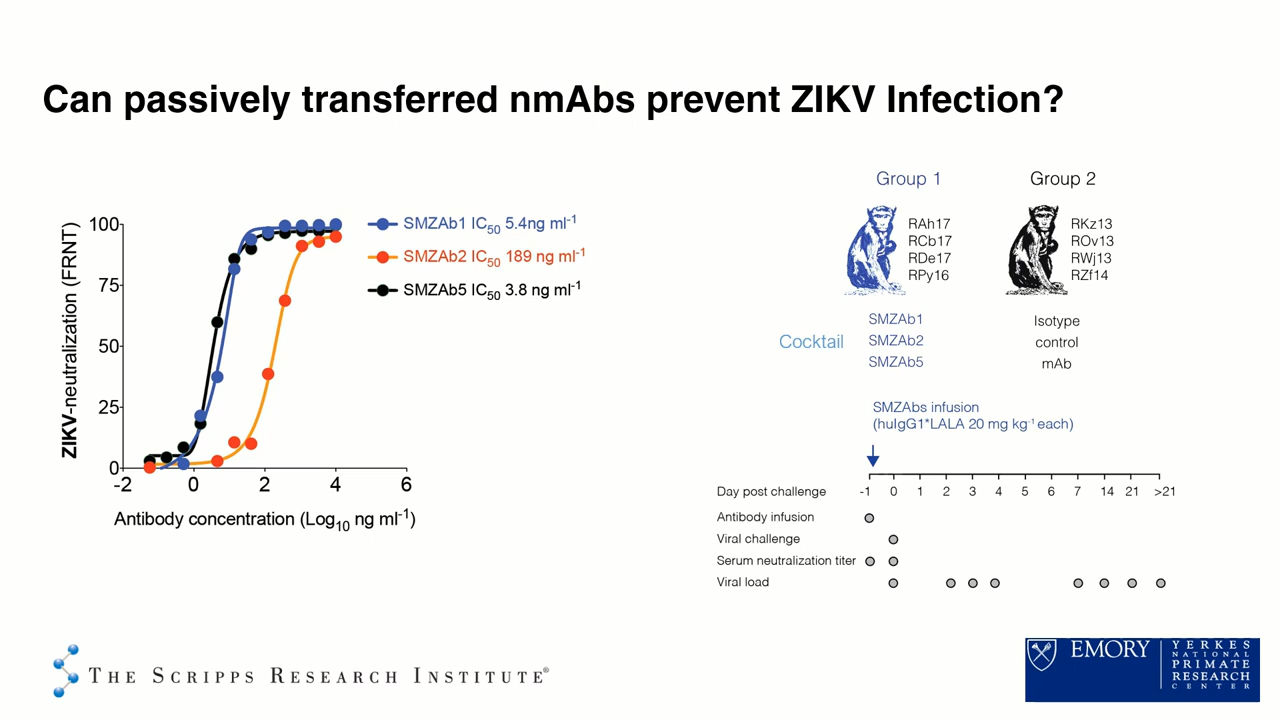 Can passively transferred nmAbs prevent ZIKV Infection?
ZIKV-neutralization (FRNT)
100
75
50
25
0
-2 0 2 4 6
Antibody concentration (Log10 ng ml-1)
SMZAb1 IC50 5.4ng ml-1
SMZAb2 IC50 189 ng ml-1
SMZAb5 IC50 3.8 ng ml-1
Group 1
RAh17
RCb17
RDe17
RPy16
Group 2
RKz13
ROv13
RWj13
RZf14
Cocktail
SMZAb1
SMZAb2
SMZAb5
Isotype
control
mAb
SMZAbs infusion
(huIgG1*LALA 20 mg kg-1 each)
Day post challenge -1 0 1 2 3 4 5 6 7 14 21 >21
Antibody infusion
Viral challenge
Serum neutralization titer
Viral load
THE SCRIPPS RESEARCH INSTITUTE®
EMORY
YERKES
NATIONAL
PRIMATE
RESEARCH
CENTER